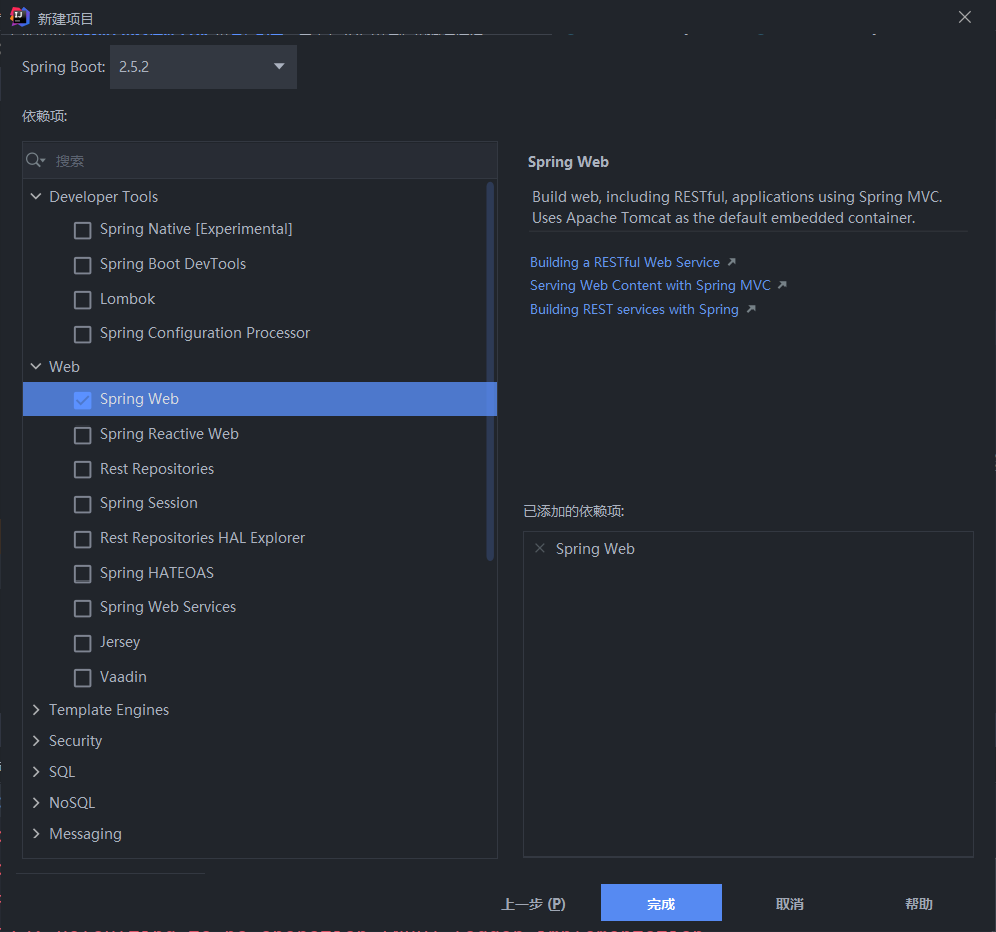 新建项目
Spring Boot: 2.5.2
依赖项:
搜索
Developer Tools
Spring Native [Experimental]
Spring Boot DevTools
Lombok
Spring Configuration Processor
Web
Spring Web
Spring Reactive Web
Rest Repositories
Spring Session
Rest Repositories HAL Explorer
Spring HATEOAS
Spring Web Services
Jersey
Vaadin
Template Engines
Security
SQL
NoSQL
Messaging
Spring Web
Build web, including RESTful, applications using Spring MVC.
Uses Apache Tomcat as the default embedded container.
Building a RESTful Web Service
Serving Web Content with Spring MVC
Building REST services with Spring
已添加的依赖项:
Spring Web
上一步 (P) 完成 取消 帮助